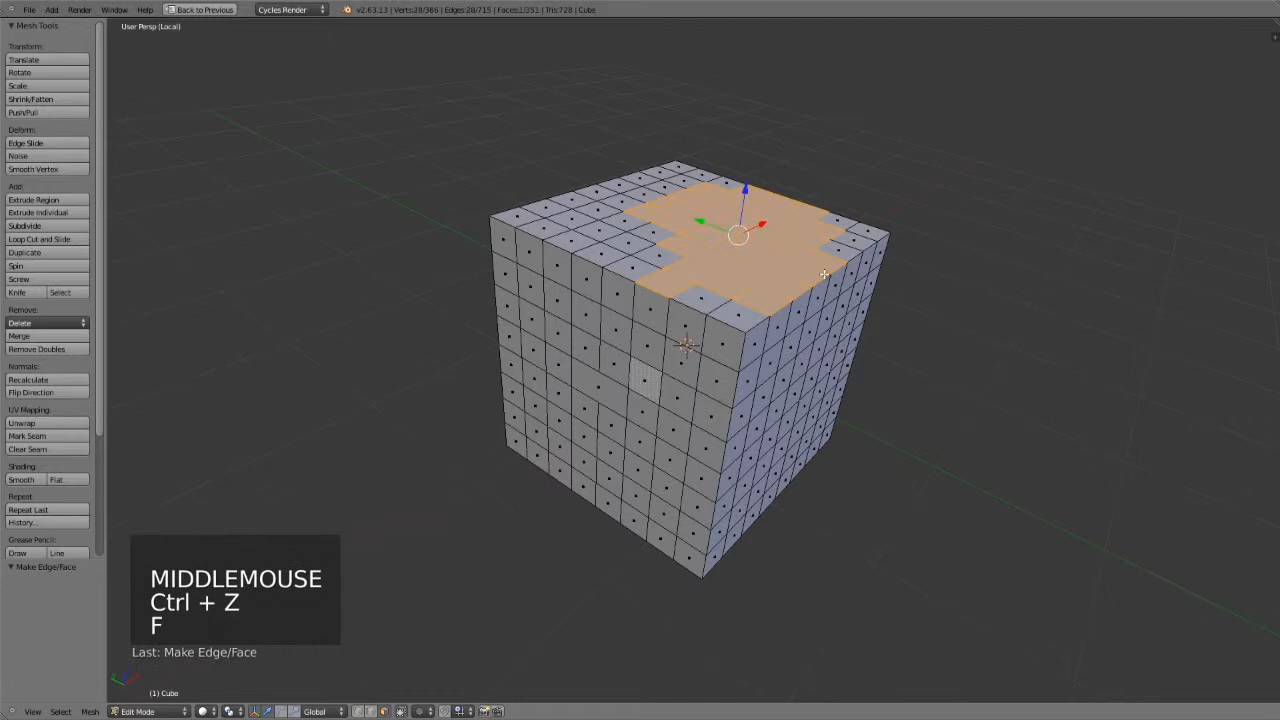 File Add Render Window Help Back to Previous Cycles Render v2.63.13 | Verts:38/386 | Edges:28/715 | Faces:1/351 | Tris:728 | Cube
Mesh Tools
User Persp (Local)
Transform:
Translate
Rotate
Scale
Shrink/Fatten
Push/Pull
Deform:
Edge Slide
Noise
Smooth Vertex
Add:
Extrude Region
Extrude Individual
Subdivide
Loop Cut and Slide
Duplicate
Spin
Screw
Knife Select
Remove:
Delete
Merge
Remove Doubles
Normals:
Recalculate
Flip Direction
UV Mapping:
Unwrap
Mark Seam
Clear Seam
Shading:
Smooth Flat
Repeat:
Repeat Last
History...
Grease Pencil:
Draw Line
Make Edge/Face
MIDDLEMOUSE
Ctrl + Z
F
Last: Make Edge/Face
(1) Cube
View Select Mesh Edit Mode Global